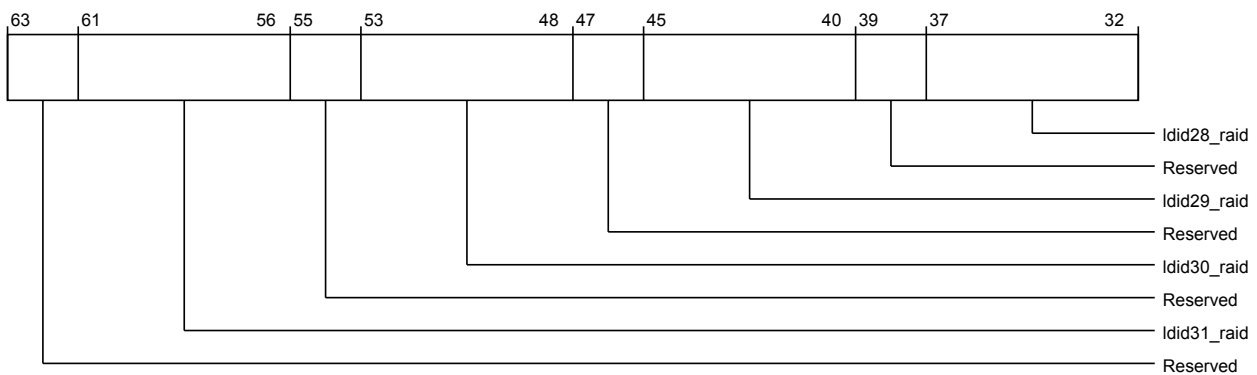 63 61 56 55 53 48 47 45 40 39 37 32
ldid28_raid
Reserved
ldid29_raid
Reserved
ldid30_raid
Reserved
ldid31_raid
Reserved